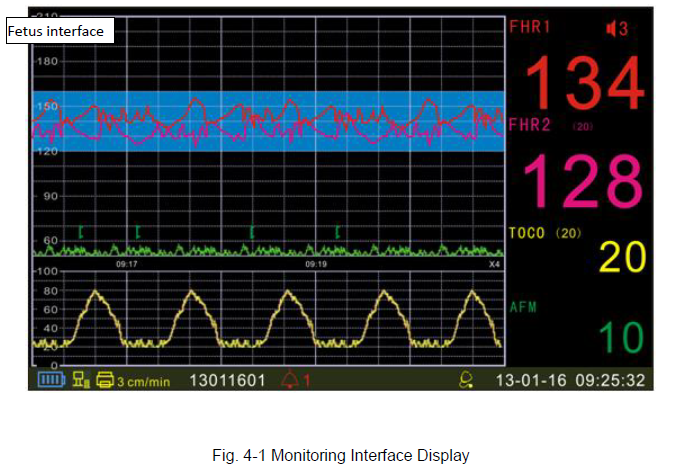 210
Fetus interface
180
150
120
90
60
09:17 09:19 X4
100
80
60
40
20
0
FHR1 3
134
FHR2 (20)
128
TOCO (20)
20
AFM
10
3 cm/min 13011601 1 13-01-16 09:25:32
Fig. 4-1 Monitoring Interface Display